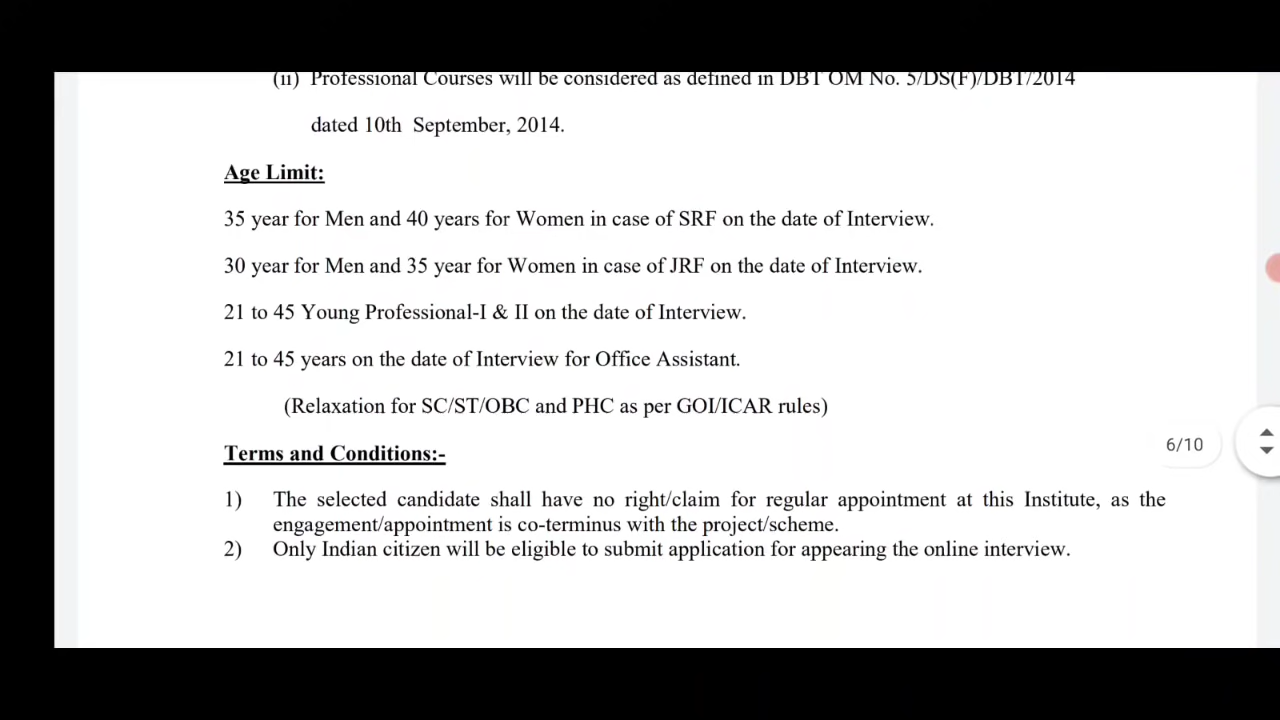 (ii) Professional Courses will be considered as defined in DBT OM No. 5/DS(F)/DBT/2014
dated 10th September, 2014.
Age Limit:
35 year for Men and 40 years for Women in case of SRF on the date of Interview.
30 year for Men and 35 year for Women in case of JRF on the date of Interview.
21 to 45 Young Professional-I & II on the date of Interview.
21 to 45 years on the date of Interview for Office Assistant.
(Relaxation for SC/ST/OBC and PHC as per GOI/ICAR rules)
6/10
Terms and Conditions:-
1) The selected candidate shall have no right/claim for regular appointment at this Institute, as the
engagement/appointment is co-terminus with the project/scheme.
2) Only Indian citizen will be eligible to submit application for appearing the online interview.